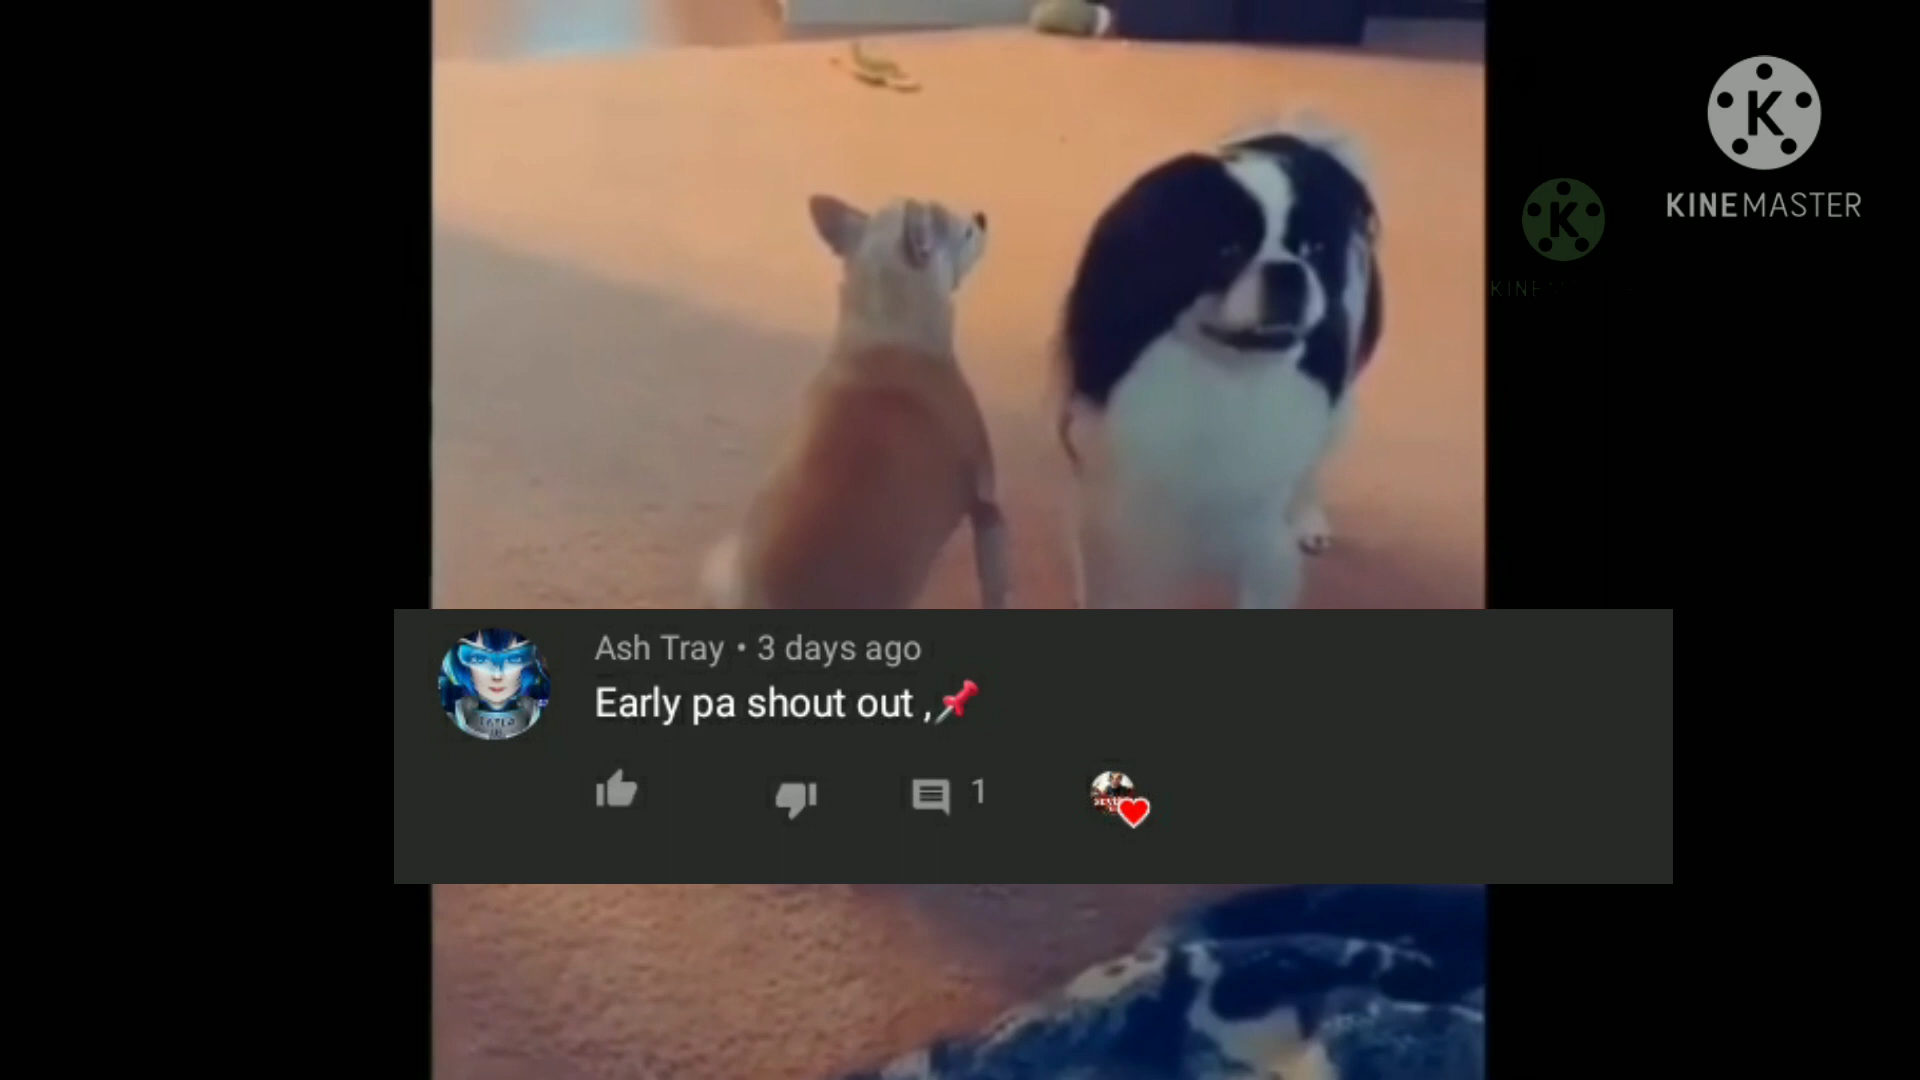 K
KINEMASTER
K
Ash Tray • 3 days ago
Early pa shout out ,📌
1